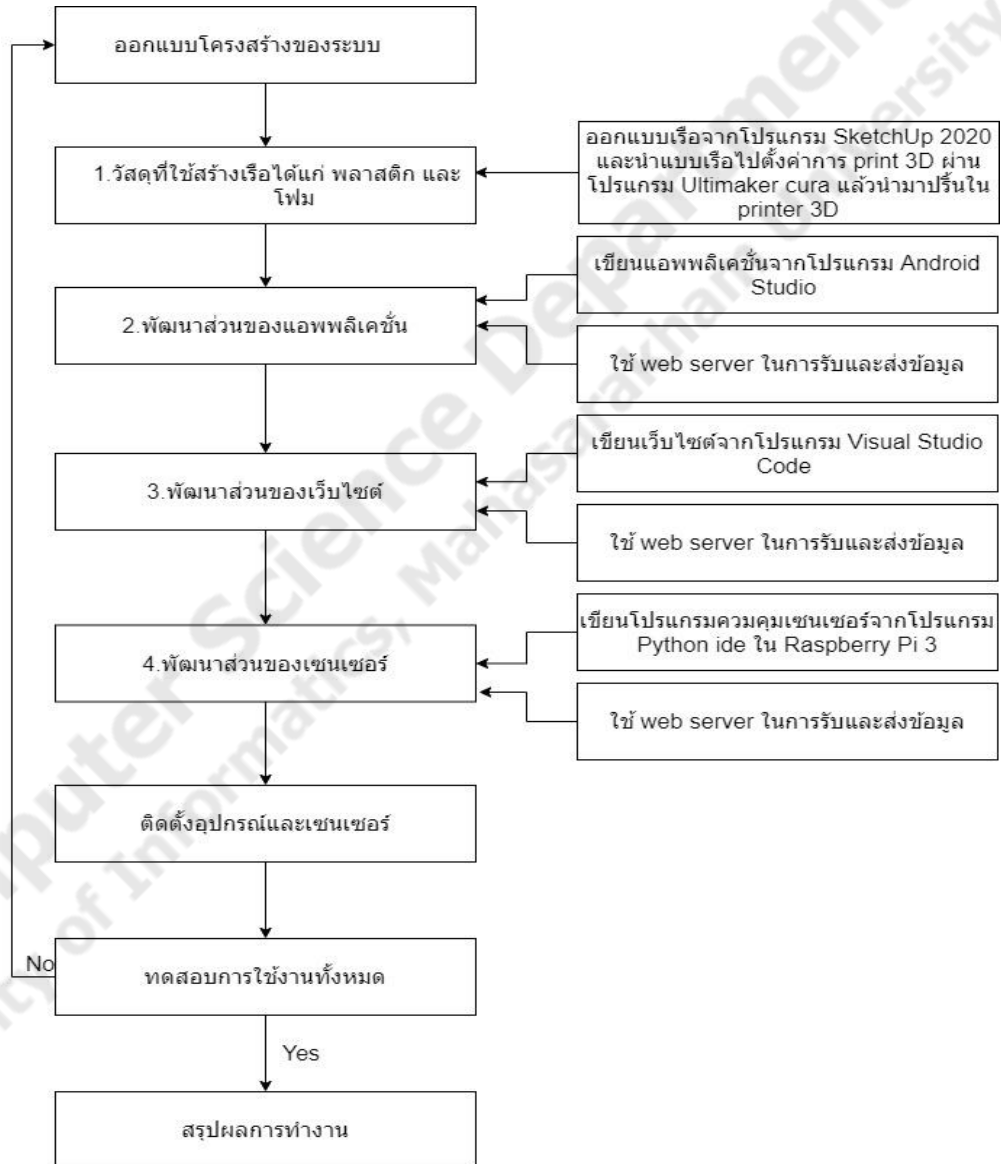 ออกแบบโครงสร้างของระบบ
1.วัสดุที่ใช้สร้างเรือได้แก่ พลาสติก และ
โฟม
ออกแบบเรือจากโปรแกรม SketchUp 2020
และนำแบบเรือไปตั้งค่าการ print 3D ผ่าน
โปรแกรม Ultimaker cura แล้วนำมาปริ้นใน
printer 3D
2.พัฒนาส่วนของแอพพลิเคชั่น
เขียนแอพพลิเคชั่นจากโปรแกรม Android
Studio
ใช้ web server ในการรับและส่งข้อมูล
3.พัฒนาส่วนของเว็บไซต์
เขียนเว็บไซต์จากโปรแกรม Visual Studio
Code
ใช้ web server ในการรับและส่งข้อมูล
4.พัฒนาส่วนของเซนเซอร์
เขียนโปรแกรมควมคุมเซนเซอร์จากโปรแกรม
Python ide ใน Raspberry Pi 3
ใช้ web server ในการรับและส่งข้อมูล
ติดตั้งอุปกรณ์และเซนเซอร์
No
ทดสอบการใช้งานทั้งหมด
Yes
สรุปผลการทำงาน
puter Science Department
ty of Informatics, Mahasarakhan University